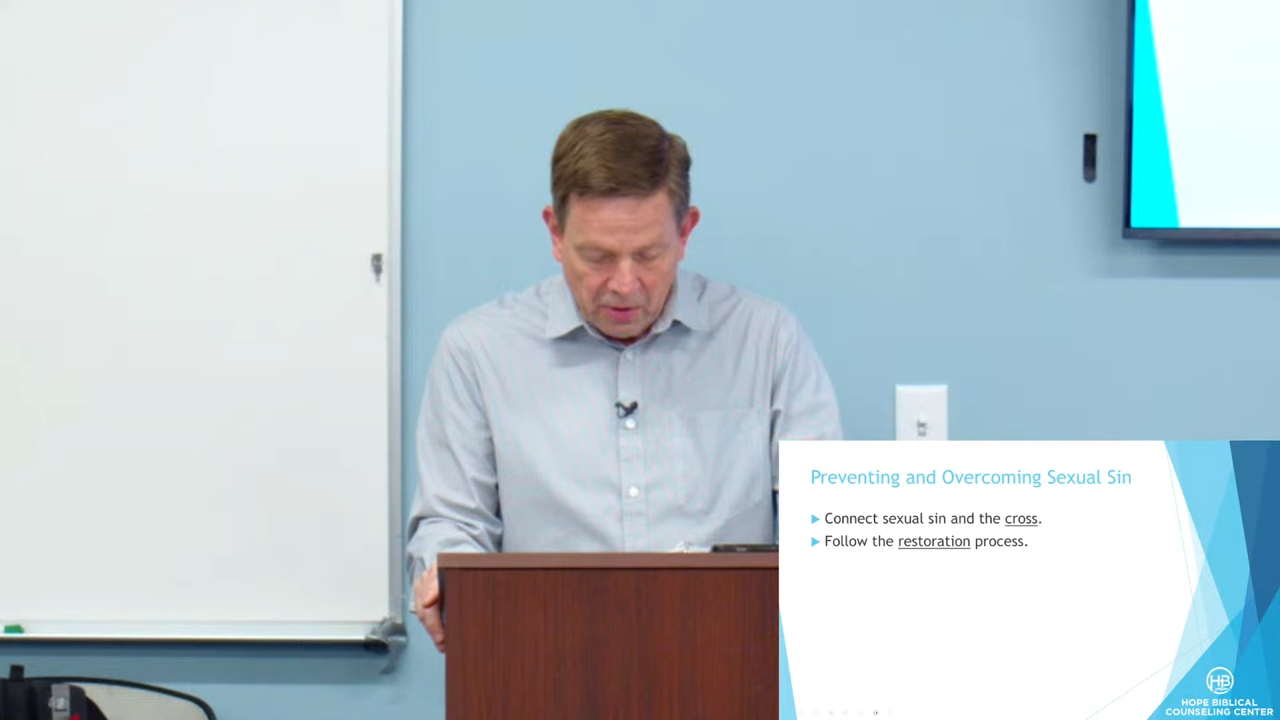 Preventing and Overcoming Sexual Sin
Connect sexual sin and the cross.
Follow the restoration process.
HB
HOPE BIBLICAL
COUNSELING CENTER